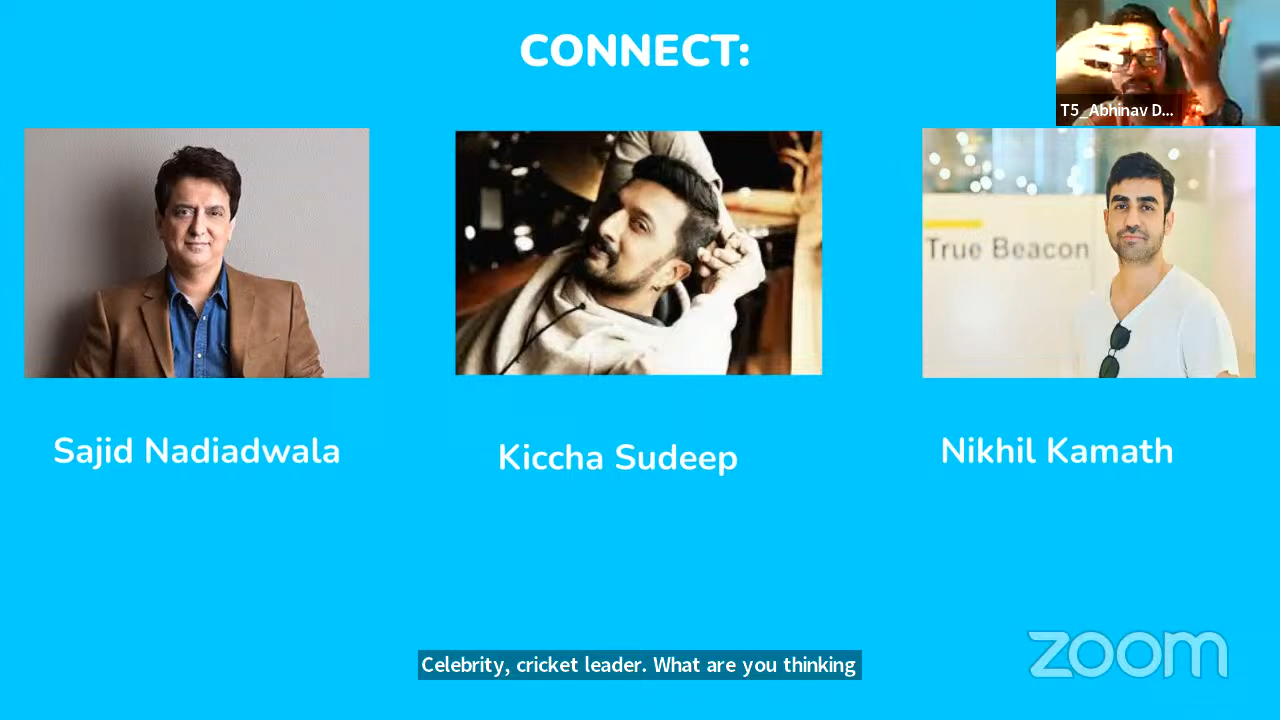 CONNECT:
T5_Abhinav D...
True Beacon
Sajid Nadiadwala
Kiccha Sudeep
Nikhil Kamath
Celebrity, cricket leader. What are you thinking
zoom